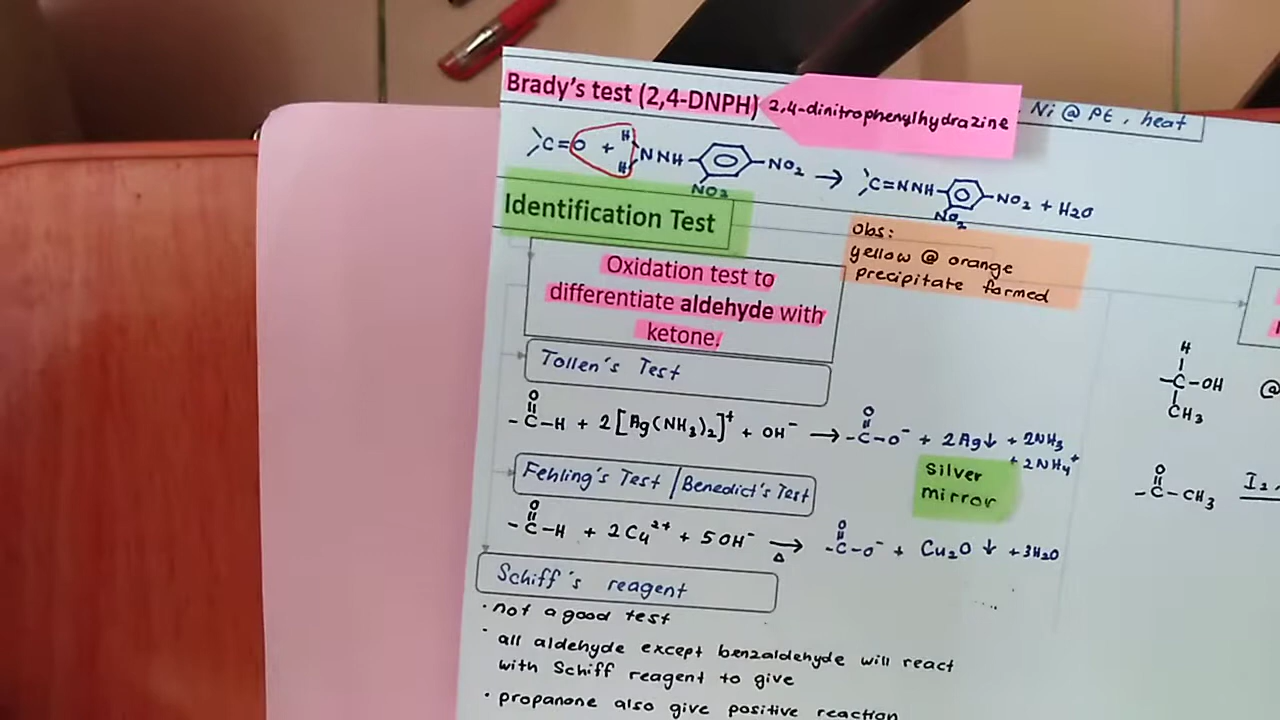 Brady's test (2,4-DNPH) 2,4-dinitrophenylhydrazine
Ni @ Pt, heat
C=O + H H NNH NO2 NO2 → C=NNH NO2 NO2 + H2O
Identification Test
Obs:
yellow @ orange
precipitate formed
Oxidation test to
differentiate aldehyde with
ketone.
Tollen's Test
O
-C-H + 2[Ag(NH3)2]+ + OH- → -C-O- + 2Ag↓ + 2NH3
+ 2NH4+
Silver
mirror
Fehling's Test / Benedict's Test
O
-C-H + 2Cu2+ + 5OH- → Δ -C-O- + Cu2O ↓ + 3H2O
Schiff's reagent
• not a good test
• all aldehyde except benzaldehyde will react
with Schiff reagent to give
• propanone also give positive reaction
H
-C-OH @
CH3
O
-C-CH3 I2